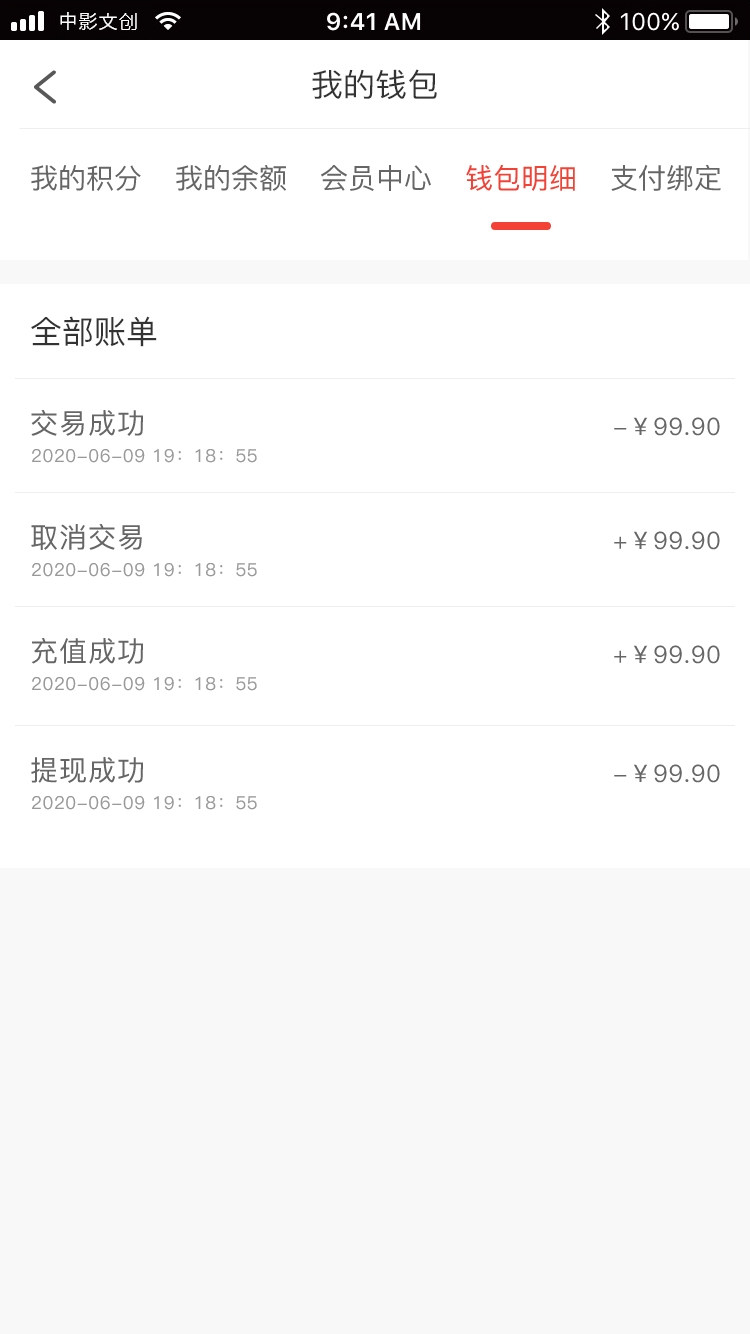 中影文创 9:41 AM 100%
我的钱包
我的积分 我的余额 会员中心 钱包明细 支付绑定
全部账单
交易成功 –￥99.90
2020–06–09 19：18：55
取消交易 +￥99.90
2020–06–09 19：18：55
充值成功 +￥99.90
2020–06–09 19：18：55
提现成功 –￥99.90
2020–06–09 19：18：55